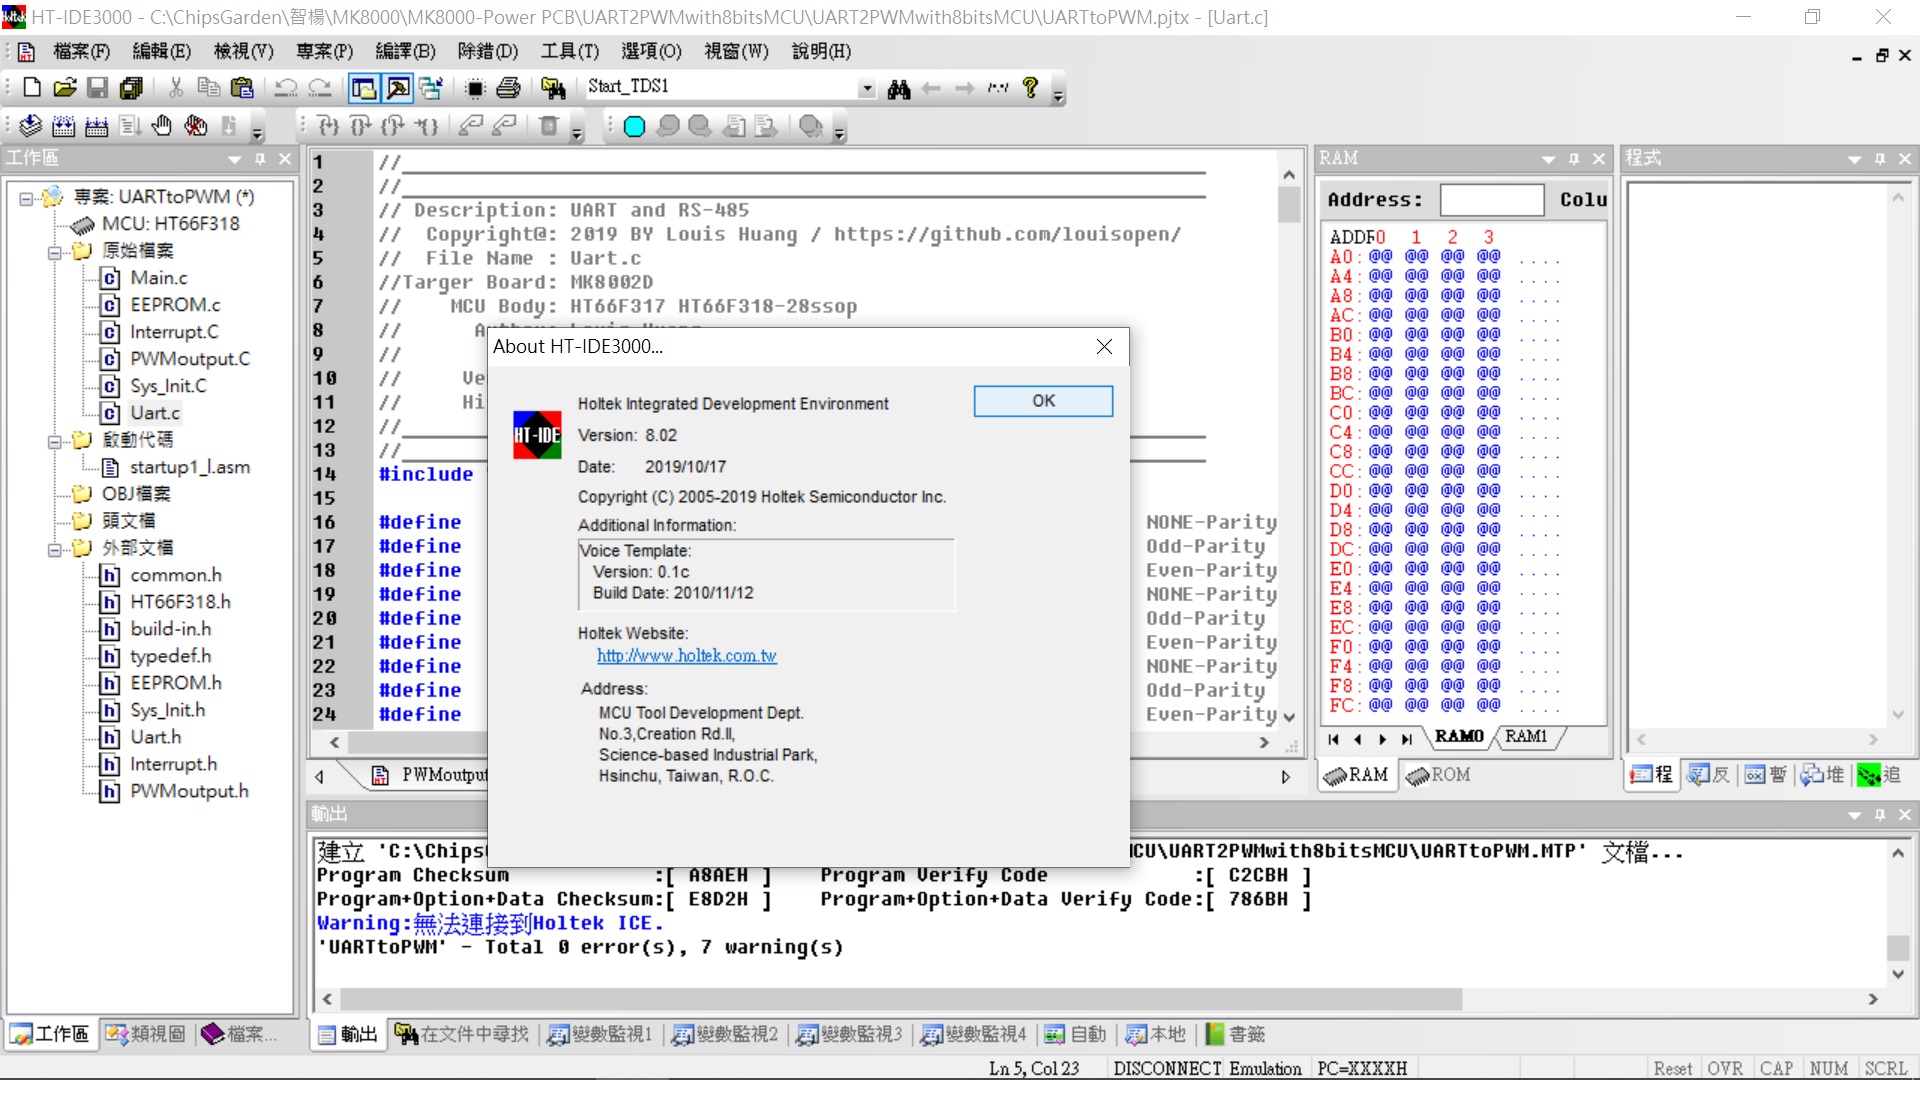 HT-IDE3000 - C:\ChipsGarden\智楊\MK8000\MK8000-Power PCB\UART2PWMwith8bitsMCU\UART2PWMwith8bitsMCU\UARTtoPWM.pjtx - [Uart.c]
檔案(F) 編輯(E) 檢視(V) 專案(P) 編譯(B) 除錯(D) 工具(T) 選項(O) 視窗(W) 說明(H)
Start_TDS1
工作區
專案: UARTtoPWM (*)
MCU: HT66F318
原始檔案
Main.c
EEPROM.c
Interrupt.C
PWMoutput.C
Sys_Init.C
Uart.c
啟動代碼
startup1_l.asm
OBJ檔案
頭文檔
外部文檔
common.h
HT66F318.h
build-in.h
typedef.h
EEPROM.h
Sys_Init.h
Uart.h
Interrupt.h
PWMoutput.h
工作區 類視圖 檔案...
1 //
2 //
3 // Description: UART and RS-485
4 // Copyright@: 2019 BY Louis Huang / https://github.com/louisopen/
5 // File Name : Uart.c
6 //Targer Board: MK8002D
7 // MCU Body: HT66F317 HT66F318-28ssop
8 //
9 //
10 // Ve
11 // Hi
12 //
13 //
14 #include
15
16 #define NONE-Parity
17 #define Odd-Parity
18 #define Even-Parity
19 #define NONE-Parity
20 #define Odd-Parity
21 #define Even-Parity
22 #define NONE-Parity
23 #define Odd-Parity
24 #define Even-Parity
PWMoutput
About HT-IDE3000...
OK
HT-IDE
Holtek Integrated Development Environment
Version: 8.02
Date: 2019/10/17
Copyright (C) 2005-2019 Holtek Semiconductor Inc.
Additional Information:
Voice Template:
Version: 0.1c
Build Date: 2010/11/12
Holtek Website:
http://www.holtek.com.tw
Address:
MCU Tool Development Dept.
No.3,Creation Rd.II,
Science-based Industrial Park,
Hsinchu, Taiwan, R.O.C.
RAM
Address: Colu
ADDR0 1 2 3
A0: @@ @@ @@ @@ ....
A4: @@ @@ @@ @@ ....
A8: @@ @@ @@ @@ ....
AC: @@ @@ @@ @@ ....
B0: @@ @@ @@ @@ ....
B4: @@ @@ @@ @@ ....
B8: @@ @@ @@ @@ ....
BC: @@ @@ @@ @@ ....
C0: @@ @@ @@ @@ ....
C4: @@ @@ @@ @@ ....
C8: @@ @@ @@ @@ ....
CC: @@ @@ @@ @@ ....
D0: @@ @@ @@ @@ ....
D4: @@ @@ @@ @@ ....
D8: @@ @@ @@ @@ ....
DC: @@ @@ @@ @@ ....
E0: @@ @@ @@ @@ ....
E4: @@ @@ @@ @@ ....
E8: @@ @@ @@ @@ ....
EC: @@ @@ @@ @@ ....
F0: @@ @@ @@ @@ ....
F4: @@ @@ @@ @@ ....
F8: @@ @@ @@ @@ ....
FC: @@ @@ @@ @@ ....
RAM0 RAM1
RAM ROM
程式
程 反 暫 堆 追
輸出
建立 'C:\Chips CU\UART2PWMwith8bitsMCU\UARTtoPWM.MTP' 文檔...
Program Checksum :[ A8AEH ] Program Verify Code :[ C2CBH ]
Program+Option+Data Checksum:[ E8D2H ] Program+Option+Data Verify Code:[ 786BH ]
Warning:無法連接到Holtek ICE.
'UARTtoPWM' - Total 0 error(s), 7 warning(s)
輸出 在文件中尋找 變數監視1 變數監視2 變數監視3 變數監視4 自動 本地 書籤
Ln 5, Col 23 DISCONNECT Emulation PC=XXXXH Reset OVR CAP NUM SCRL